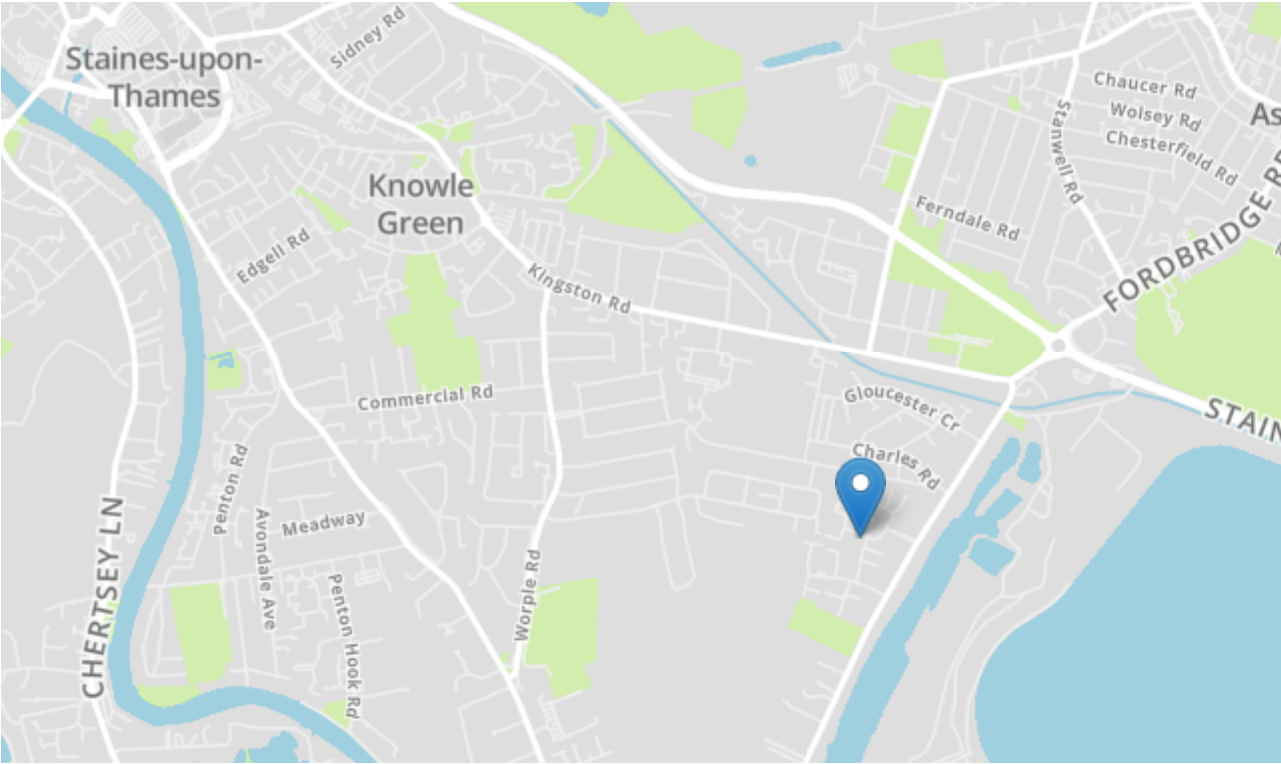 Sidney Rd
Staines-upon-
Thames
Chaucer Rd
Wolsey Rd
Chesterfield Rd
Stanwell Rd
As
Knowle
Green
Ferndale Rd
FORDBRIDGE RD
Edgell Rd
Kingston Rd
Commercial Rd
Gloucester Cr
STAIN
Charles Rd
Penton Rd
Avondale Ave
Meadway
CHERTSEY LN
Worple Rd
Penton Hook Rd